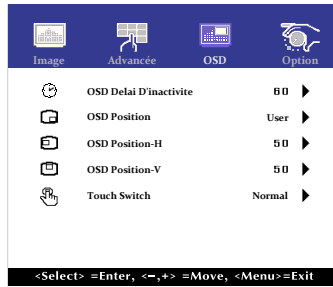 Image Advancée OSD Option
OSD Delai D'inactivite 60
OSD Position User
OSD Position-H 50
OSD Position-V 50
Touch Switch Normal
<Select> =Enter, <−,+> =Move, <Menu>=Exit